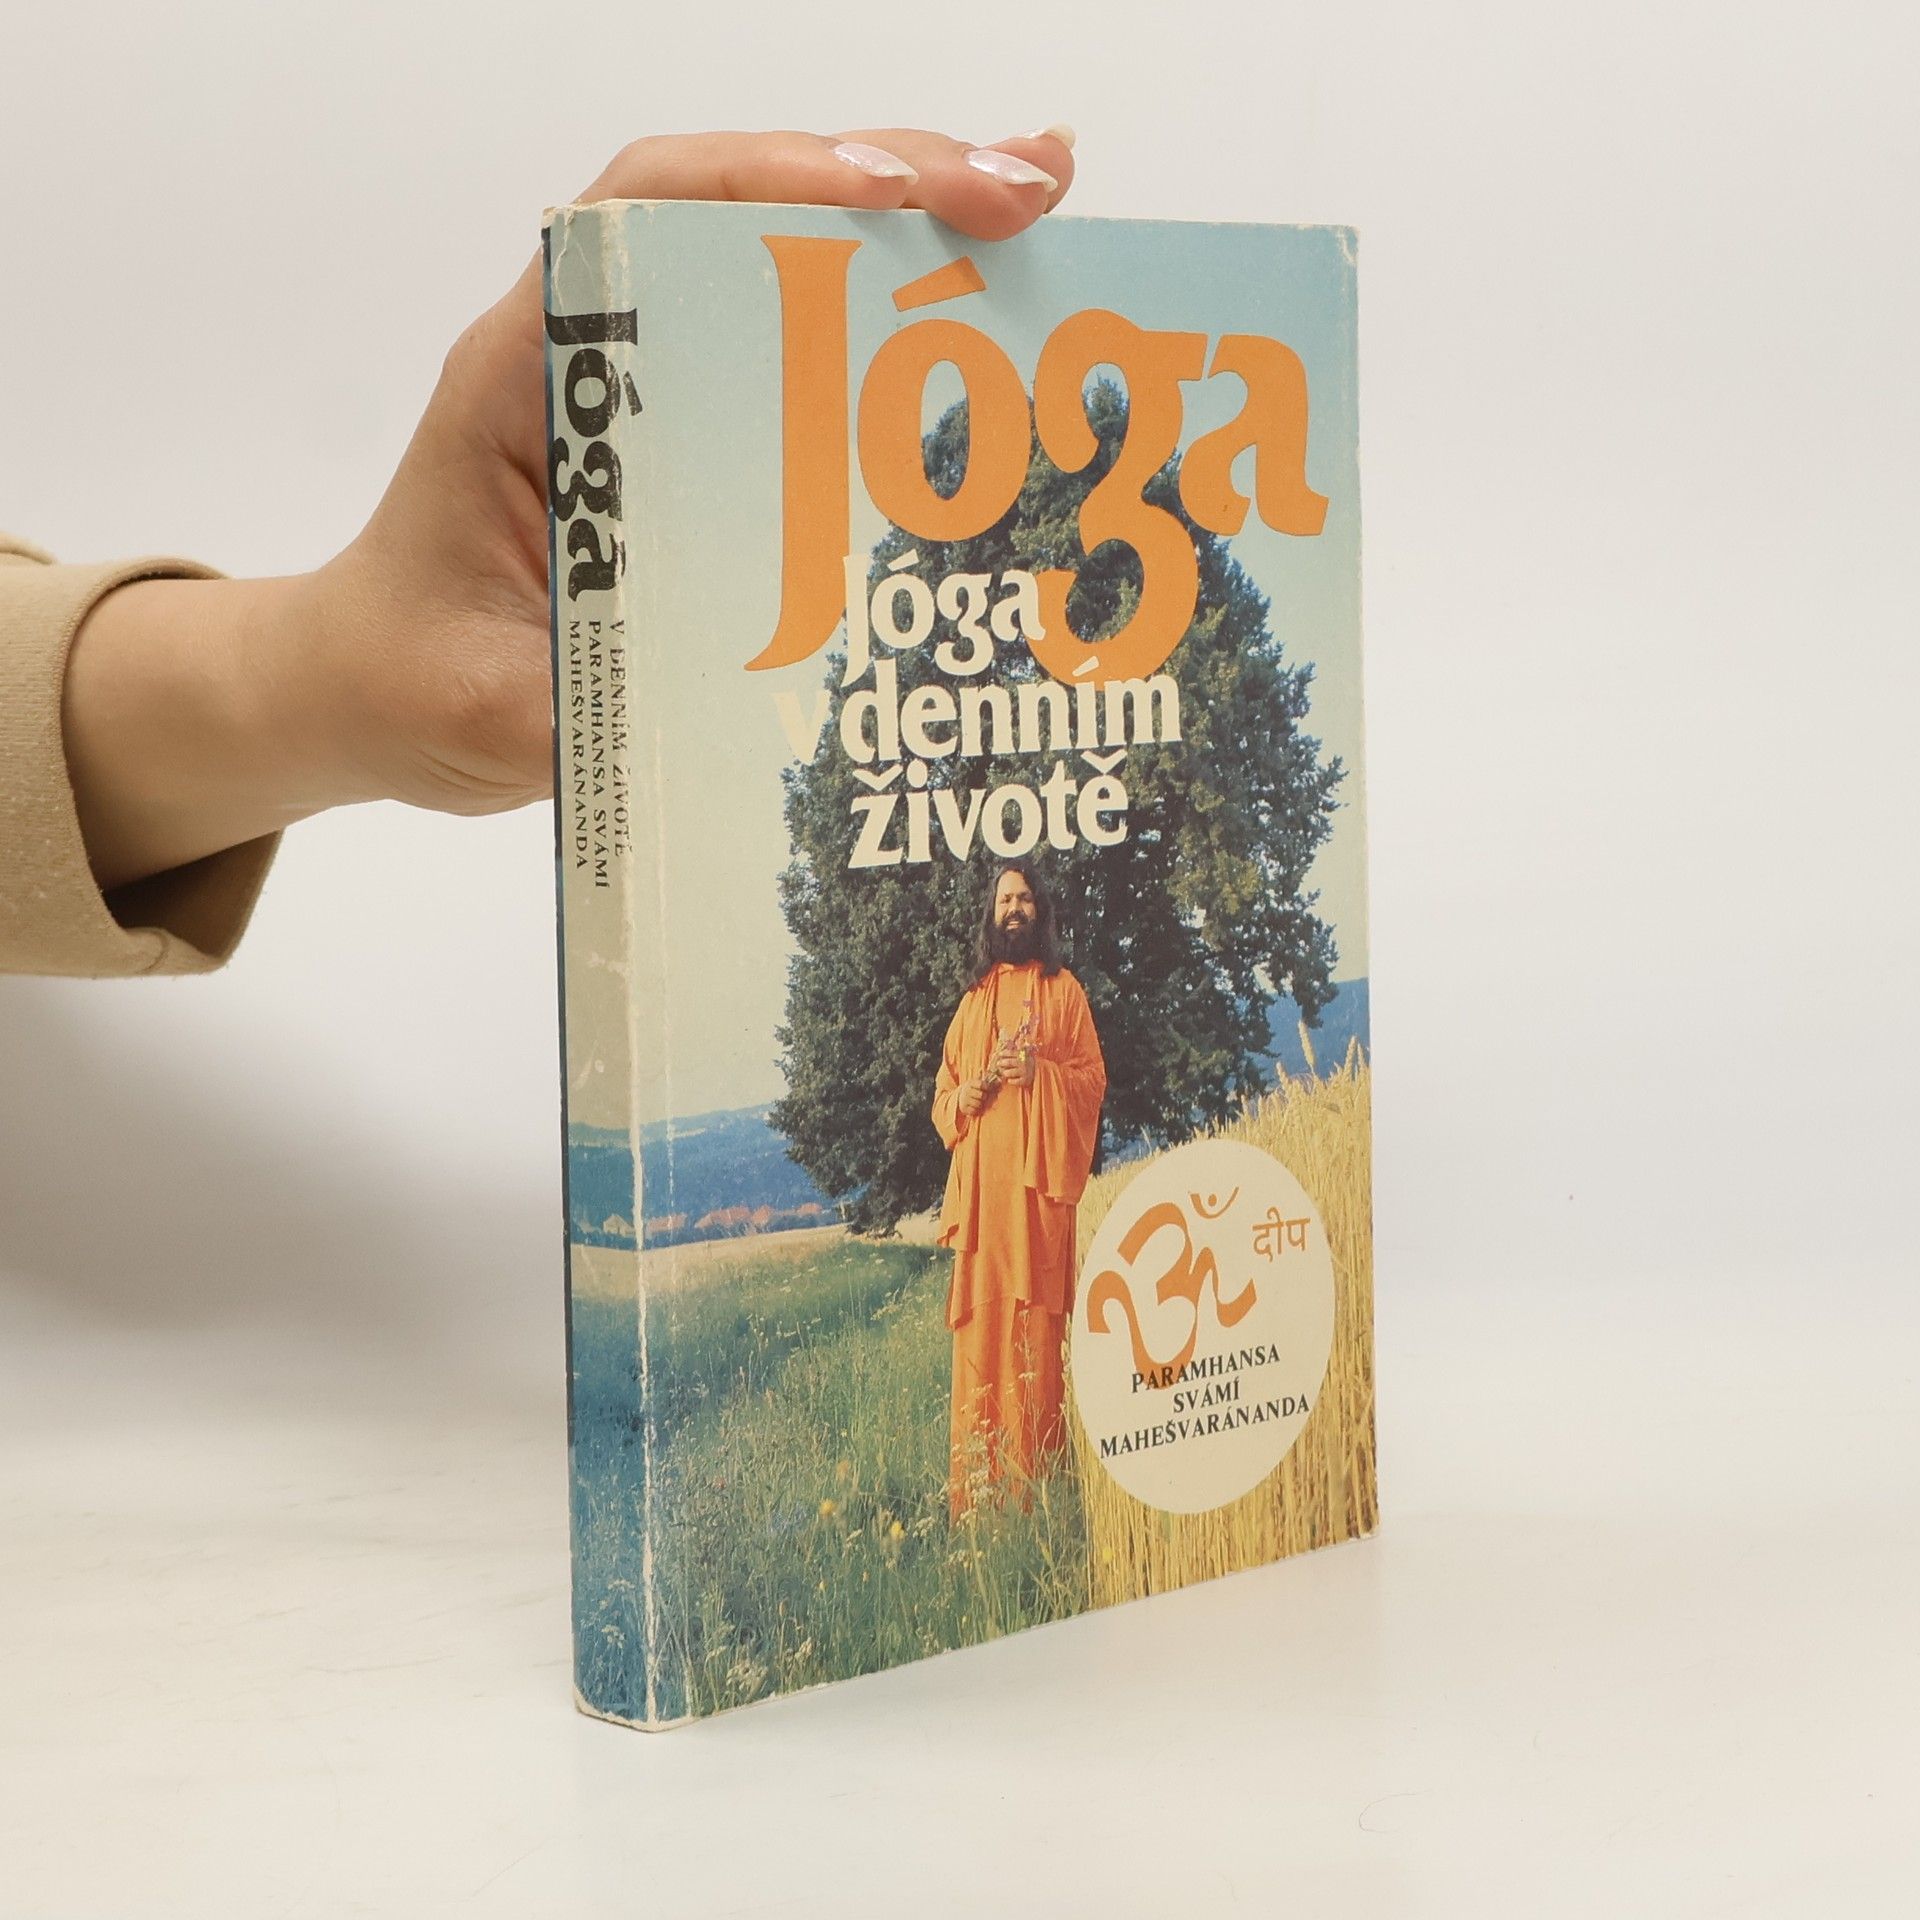 Jóga
V DENNÍM ŽIVOTĚ
PARAMHANSA SVÁMÍ
MAHEŠVARÁNANDA
Jóga
Jóga
v denním
životě
ॐ दीप
PARAMHANSA
SVÁMÍ
MAHEŠVARÁNANDA